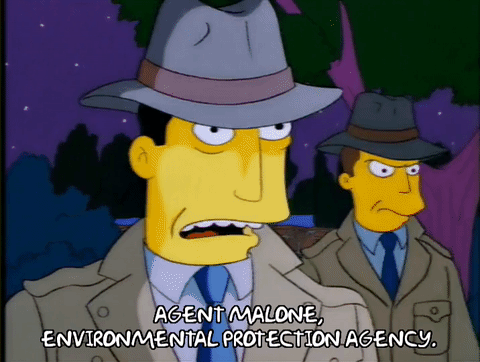 AGENT MALONE,
ENVIRONMENTAL PROTECTION AGENCY.